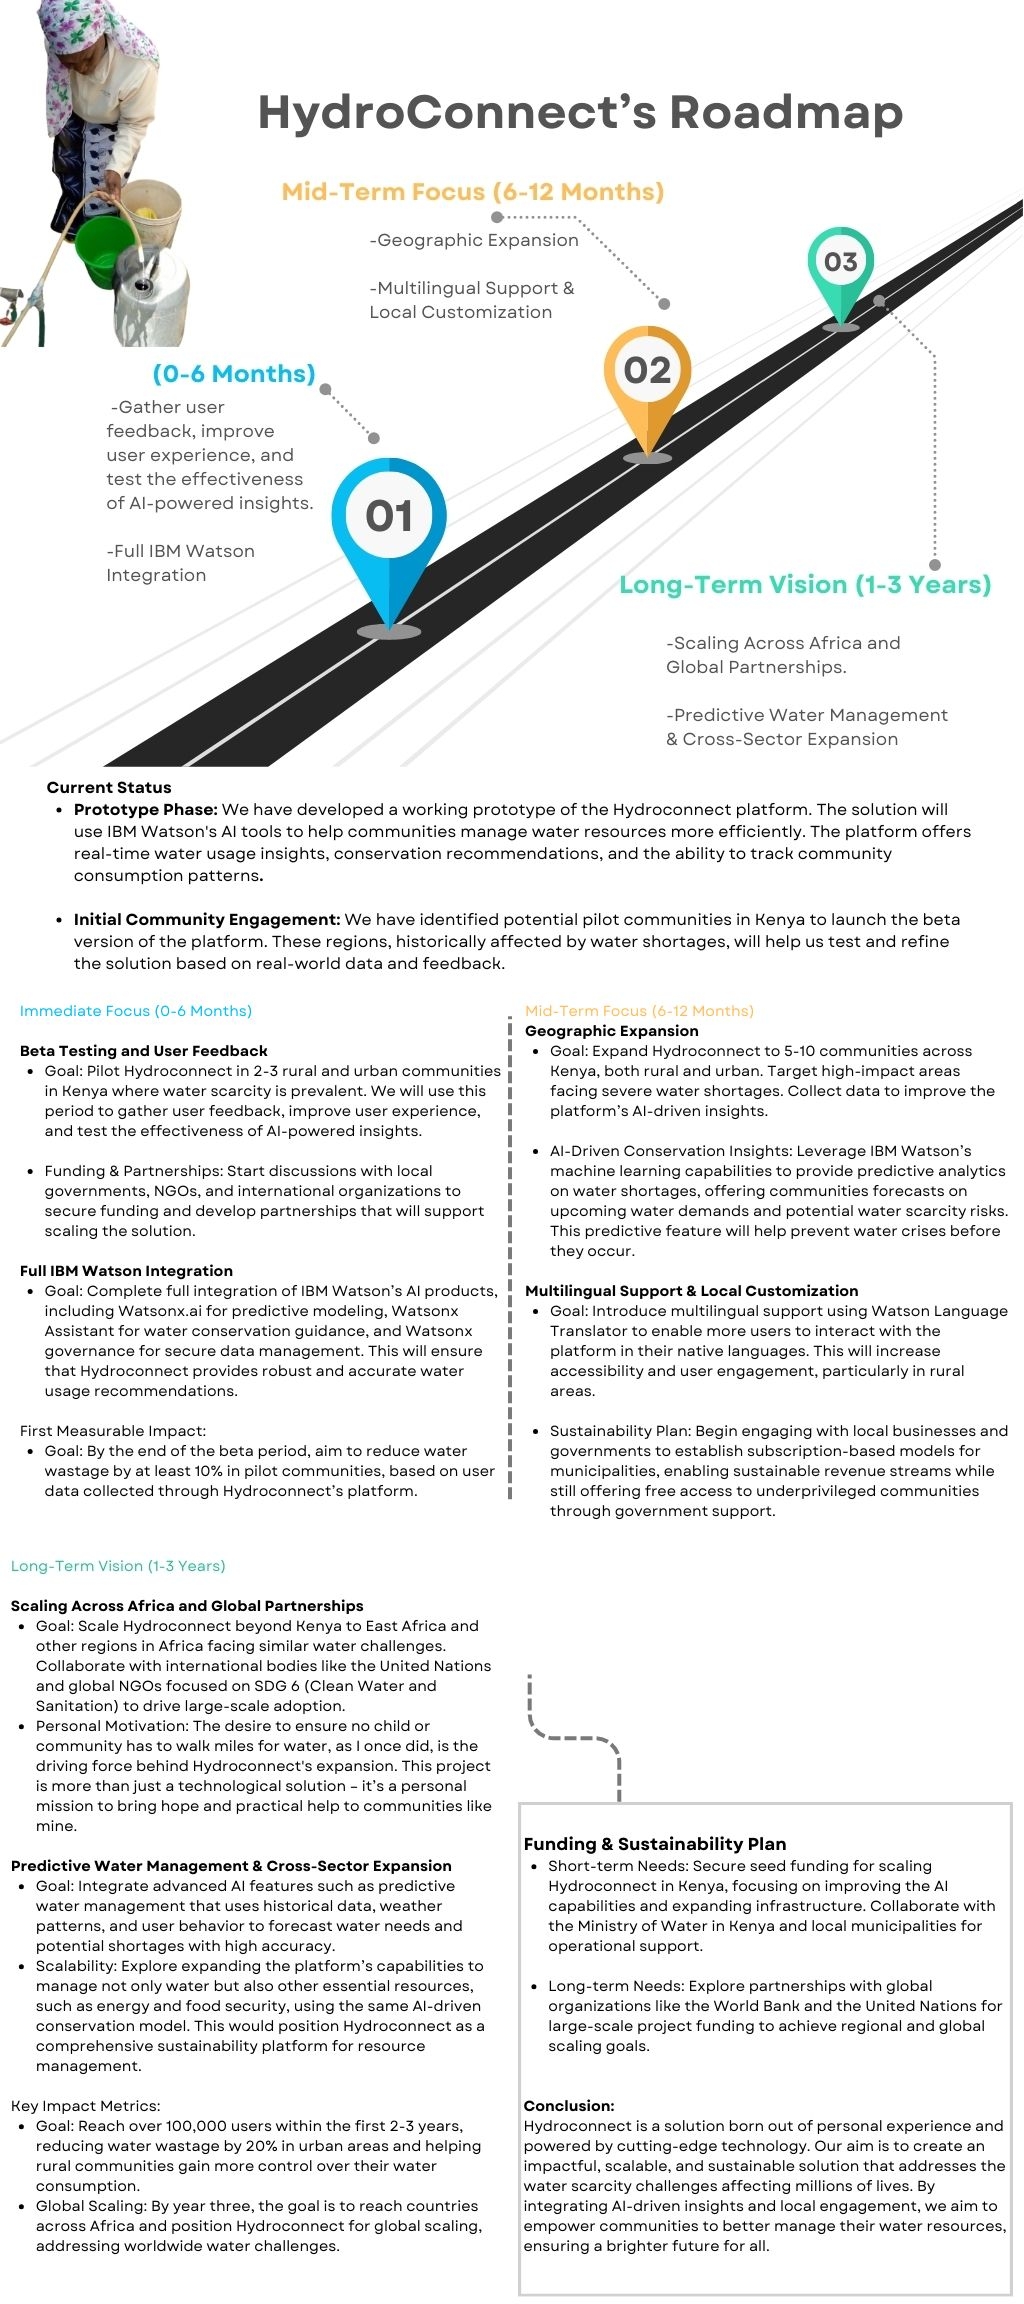 HydroConnect’s Roadmap
Mid-Term Focus (6-12 Months)
-Geographic Expansion
-Multilingual Support &
Local Customization
03
02
(0-6 Months)
-Gather user
feedback, improve
user experience, and
test the effectiveness
of AI-powered insights.
-Full IBM Watson
Integration
01
Long-Term Vision (1-3 Years)
-Scaling Across Africa and
Global Partnerships.
-Predictive Water Management
& Cross-Sector Expansion
Current Status
• Prototype Phase: We have developed a working prototype of the Hydroconnect platform. The solution will
use IBM Watson's AI tools to help communities manage water resources more efficiently. The platform offers
real-time water usage insights, conservation recommendations, and the ability to track community
consumption patterns.
• Initial Community Engagement: We have identified potential pilot communities in Kenya to launch the beta
version of the platform. These regions, historically affected by water shortages, will help us test and refine
the solution based on real-world data and feedback.
Immediate Focus (0-6 Months)
Beta Testing and User Feedback
• Goal: Pilot Hydroconnect in 2-3 rural and urban communities
in Kenya where water scarcity is prevalent. We will use this
period to gather user feedback, improve user experience,
and test the effectiveness of AI-powered insights.
• Funding & Partnerships: Start discussions with local
governments, NGOs, and international organizations to
secure funding and develop partnerships that will support
scaling the solution.
Full IBM Watson Integration
• Goal: Complete full integration of IBM Watson’s AI products,
including Watsonx.ai for predictive modeling, Watsonx
Assistant for water conservation guidance, and Watsonx
governance for secure data management. This will ensure
that Hydroconnect provides robust and accurate water
usage recommendations.
First Measurable Impact:
• Goal: By the end of the beta period, aim to reduce water
wastage by at least 10% in pilot communities, based on user
data collected through Hydroconnect’s platform.
Mid-Term Focus (6-12 Months)
Geographic Expansion
• Goal: Expand Hydroconnect to 5-10 communities across
Kenya, both rural and urban. Target high-impact areas
facing severe water shortages. Collect data to improve the
platform’s AI-driven insights.
• AI-Driven Conservation Insights: Leverage IBM Watson’s
machine learning capabilities to provide predictive analytics
on water shortages, offering communities forecasts on
upcoming water demands and potential water scarcity risks.
This predictive feature will help prevent water crises before
they occur.
Multilingual Support & Local Customization
• Goal: Introduce multilingual support using Watson Language
Translator to enable more users to interact with the
platform in their native languages. This will increase
accessibility and user engagement, particularly in rural
areas.
• Sustainability Plan: Begin engaging with local businesses and
governments to establish subscription-based models for
municipalities, enabling sustainable revenue streams while
still offering free access to underprivileged communities
through government support.
Long-Term Vision (1-3 Years)
Scaling Across Africa and Global Partnerships
• Goal: Scale Hydroconnect beyond Kenya to East Africa and
other regions in Africa facing similar water challenges.
Collaborate with international bodies like the United Nations
and global NGOs focused on SDG 6 (Clean Water and
Sanitation) to drive large-scale adoption.
• Personal Motivation: The desire to ensure no child or
community has to walk miles for water, as I once did, is the
driving force behind Hydroconnect's expansion. This project
is more than just a technological solution – it’s a personal
mission to bring hope and practical help to communities like
mine.
Predictive Water Management & Cross-Sector Expansion
• Goal: Integrate advanced AI features such as predictive
water management that uses historical data, weather
patterns, and user behavior to forecast water needs and
potential shortages with high accuracy.
• Scalability: Explore expanding the platform’s capabilities to
manage not only water but also other essential resources,
such as energy and food security, using the same AI-driven
conservation model. This would position Hydroconnect as a
comprehensive sustainability platform for resource
management.
Key Impact Metrics:
• Goal: Reach over 100,000 users within the first 2-3 years,
reducing water wastage by 20% in urban areas and helping
rural communities gain more control over their water
consumption.
• Global Scaling: By year three, the goal is to reach countries
across Africa and position Hydroconnect for global scaling,
addressing worldwide water challenges.
Funding & Sustainability Plan
• Short-term Needs: Secure seed funding for scaling
Hydroconnect in Kenya, focusing on improving the AI
capabilities and expanding infrastructure. Collaborate with
the Ministry of Water in Kenya and local municipalities for
operational support.
• Long-term Needs: Explore partnerships with global
organizations like the World Bank and the United Nations for
large-scale project funding to achieve regional and global
scaling goals.
Conclusion:
Hydroconnect is a solution born out of personal experience and
powered by cutting-edge technology. Our aim is to create an
impactful, scalable, and sustainable solution that addresses the
water scarcity challenges affecting millions of lives. By
integrating AI-driven insights and local engagement, we aim to
empower communities to better manage their water resources,
ensuring a brighter future for all.